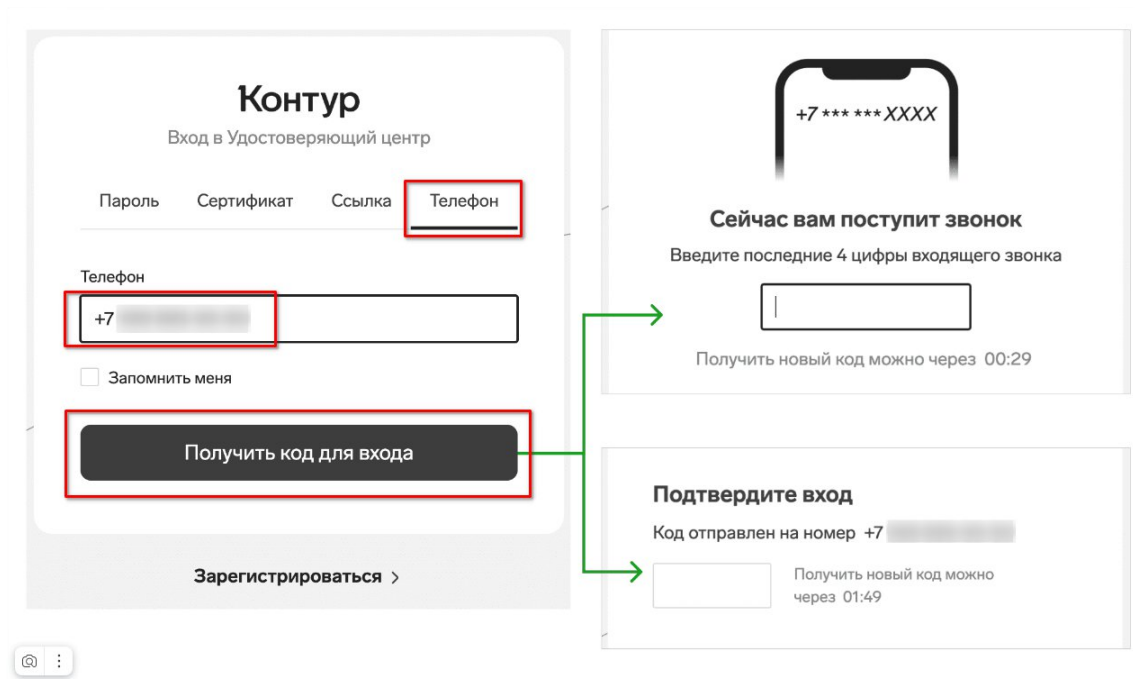 Контур
Вход в Удостоверяющий центр
Пароль
Сертификат
Ссылка
Телефон
Телефон
+7
Запомнить меня
Получить код для входа
Зарегистрироваться >
+7 *** *** XXXX
Сейчас вам поступит звонок
Введите последние 4 цифры входящего звонка
Получить новый код можно через 00:29
Подтвердите вход
Код отправлен на номер +7
Получить новый код можно
через 01:49